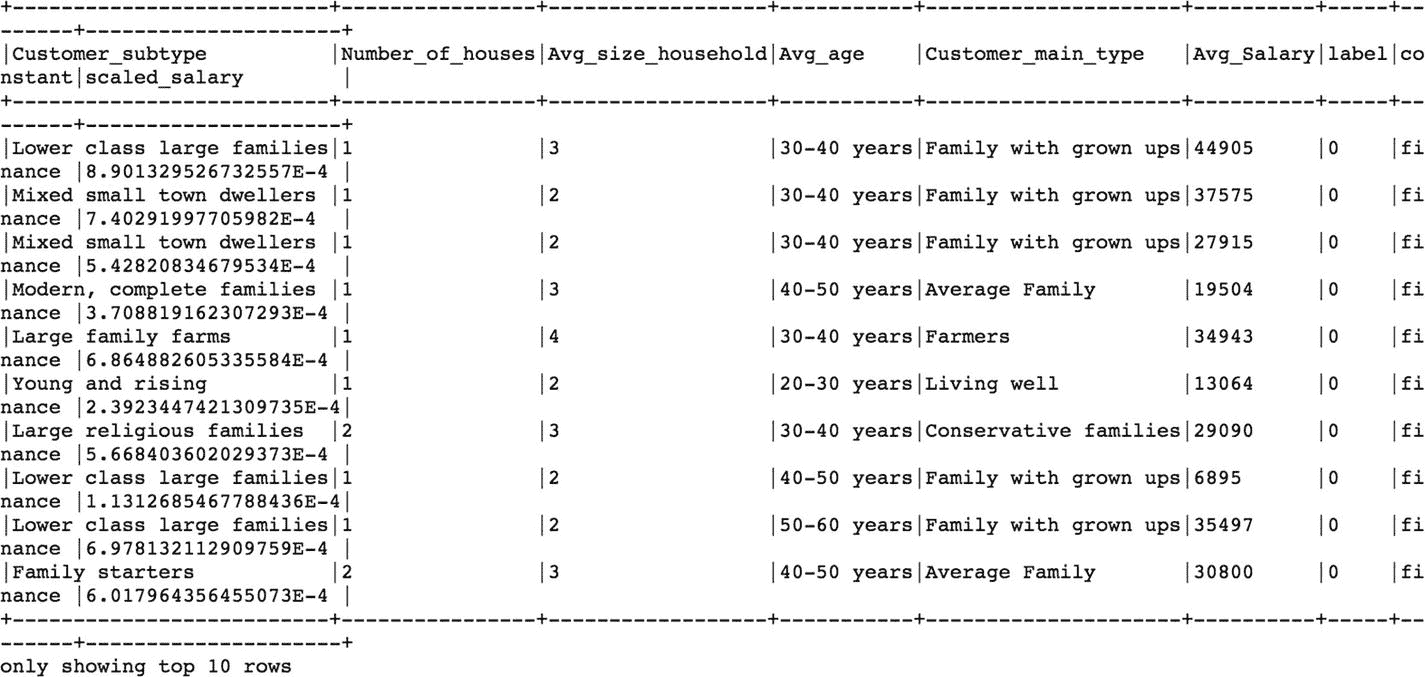 +--------------------------+----------------+------------------+-----------+---------------------+----------+-----+--
------+---------------------+
|Customer_subtype          |Number_of_houses|Avg_size_household|Avg_age    |Customer_main_type   |Avg_Salary|label|co
nstant|scaled_salary        |
+--------------------------+----------------+------------------+-----------+---------------------+----------+-----+--
------+---------------------+
|Lower class large families|1               |3                 |30-40 years|Family with grown ups|44905     |0    |fi
nance |8.901329526732557E-4 |
|Mixed small town dwellers |1               |2                 |30-40 years|Family with grown ups|37575     |0    |fi
nance |7.40291997705982E-4  |
|Mixed small town dwellers |1               |2                 |30-40 years|Family with grown ups|27915     |0    |fi
nance |5.42820834679534E-4  |
|Modern, complete families |1               |3                 |40-50 years|Average Family       |19504     |0    |fi
nance |3.708819162307293E-4 |
|Large family farms        |1               |4                 |30-40 years|Farmers              |34943     |0    |fi
nance |6.864882605335584E-4 |
|Young and rising          |1               |2                 |20-30 years|Living well          |13064     |0    |fi
nance |2.3923447421309735E-4|
|Large religious families  |2               |3                 |30-40 years|Conservative families|29090     |0    |fi
nance |5.668403602029373E-4 |
|Lower class large families|1               |2                 |40-50 years|Family with grown ups|6895      |0    |fi
nance |1.1312685467788436E-4|
|Lower class large families|1               |2                 |50-60 years|Family with grown ups|35497     |0    |fi
nance |6.978132112909759E-4 |
|Family starters           |2               |3                 |40-50 years|Average Family       |30800     |0    |fi
nance |6.017964356455073E-4 |
+--------------------------+----------------+------------------+-----------+---------------------+----------+-----+--
------+---------------------+
only showing top 10 rows